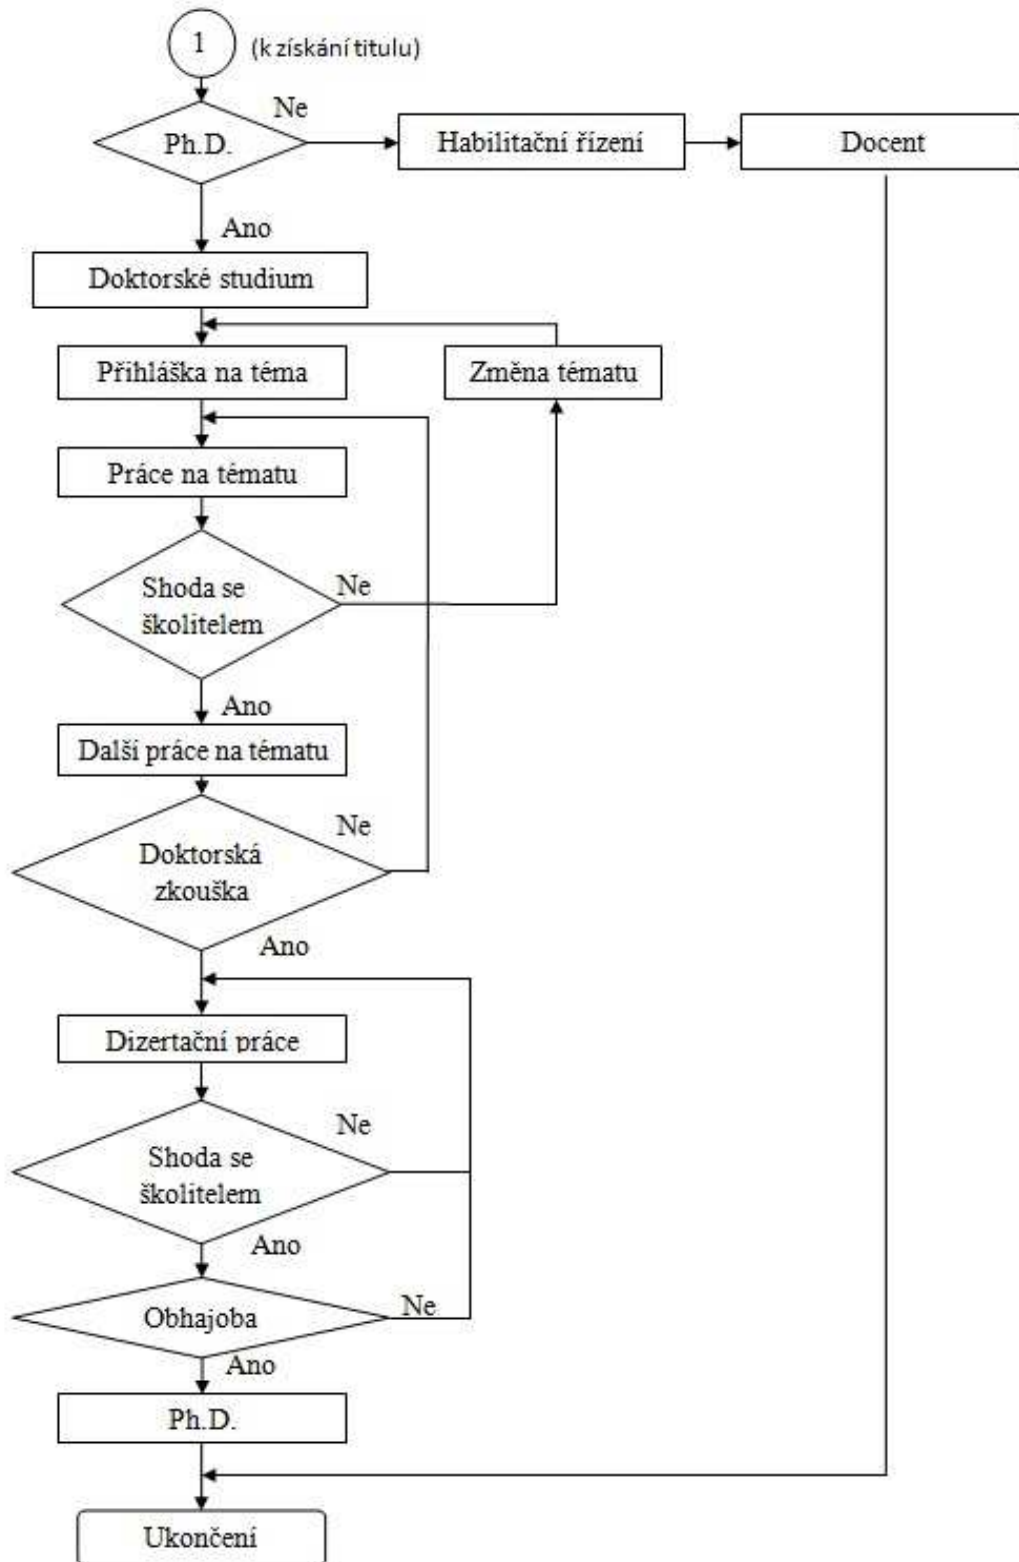 1
(k získání titulu)
Ne
Ph.D.
Habilitační řízení
Docent
Ano
Doktorské studium
Přihláška na téma
Změna tématu
Práce na tématu
Shoda se
školitelem
Ne
Ano
Další práce na tématu
Ne
Doktorská
zkouška
Ano
Dizertační práce
Ne
Shoda se
školitelem
Ano
Obhajoba
Ne
Ano
Ph.D.
Ukončení